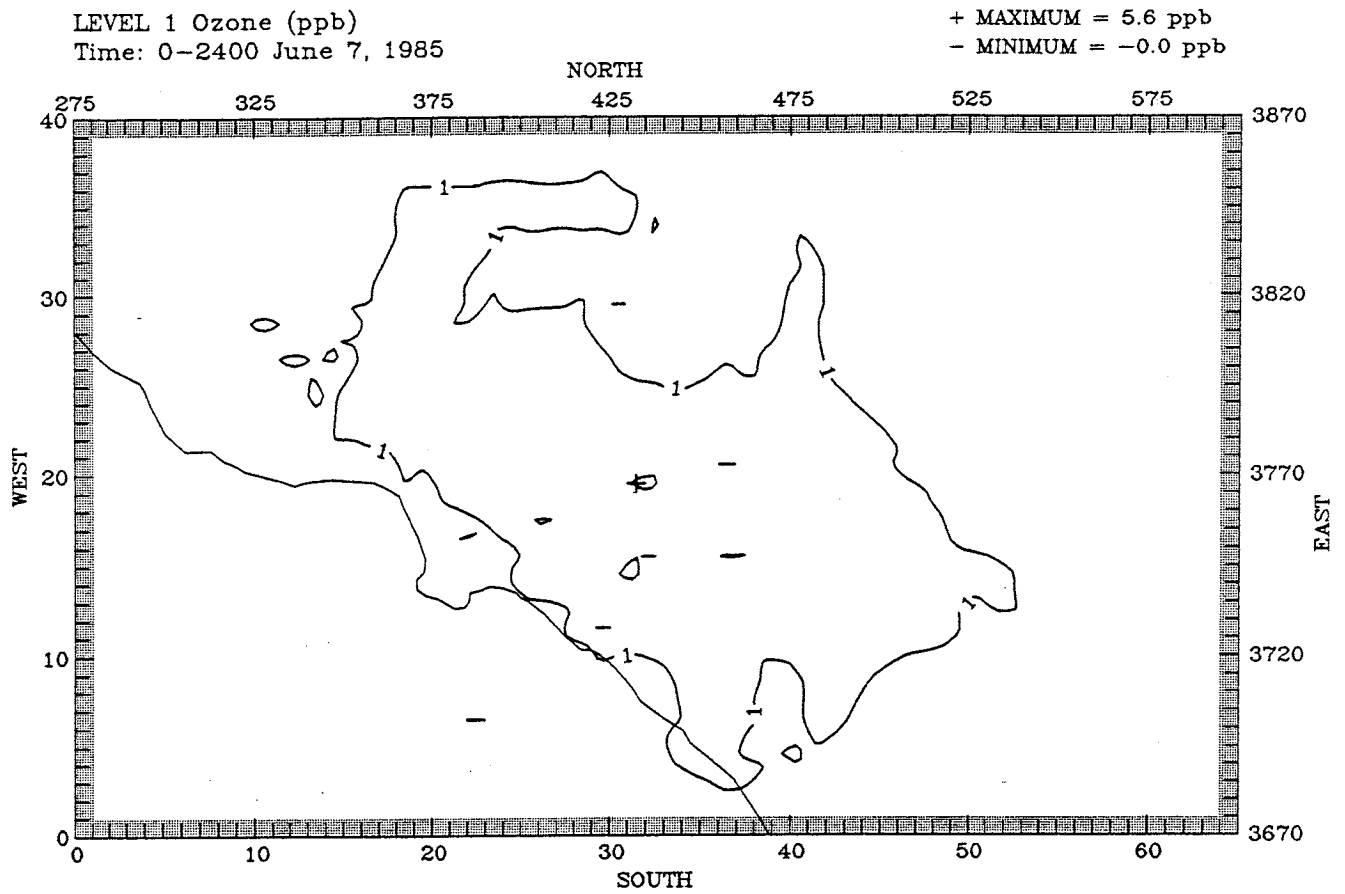 LEVEL 1 Ozone (ppb)
Time: 0-2400 June 7, 1985
+ MAXIMUM = 5.6 ppb
- MINIMUM = -0.0 ppb
NORTH
275 325 375 425 475 525 575
40 3870
1
1
30 3820
1 1
1
20 3770
WEST
EAST
1
1
10 3720
1
0 3670
0 10 20 30 40 50 60
SOUTH